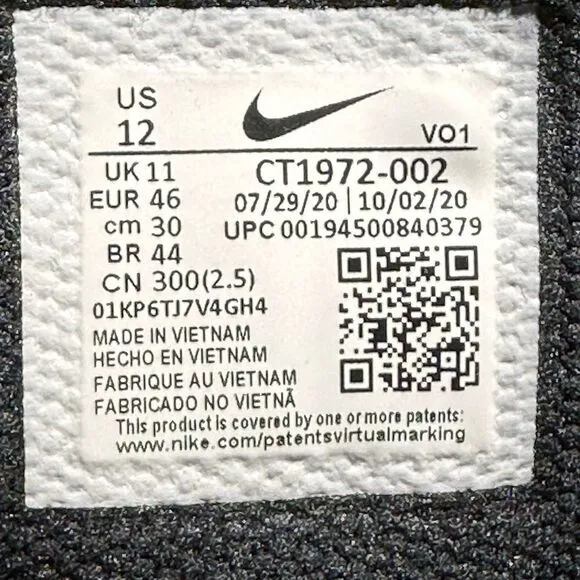 US
12
VO1
UK 11
CT1972-002
EUR 46
07/29/20 | 10/02/20
cm 30
UPC 00194500840379
BR 44
CN 300(2.5)
01KP6TJ7V4GH4
MADE IN VIETNAM
HECHO EN VIETNAM
FABRIQUE AU VIETNAM
FABRICADO NO VIETNÃ
This product is covered by one or more patents:
www.nike.com/patentsvirtualmarking